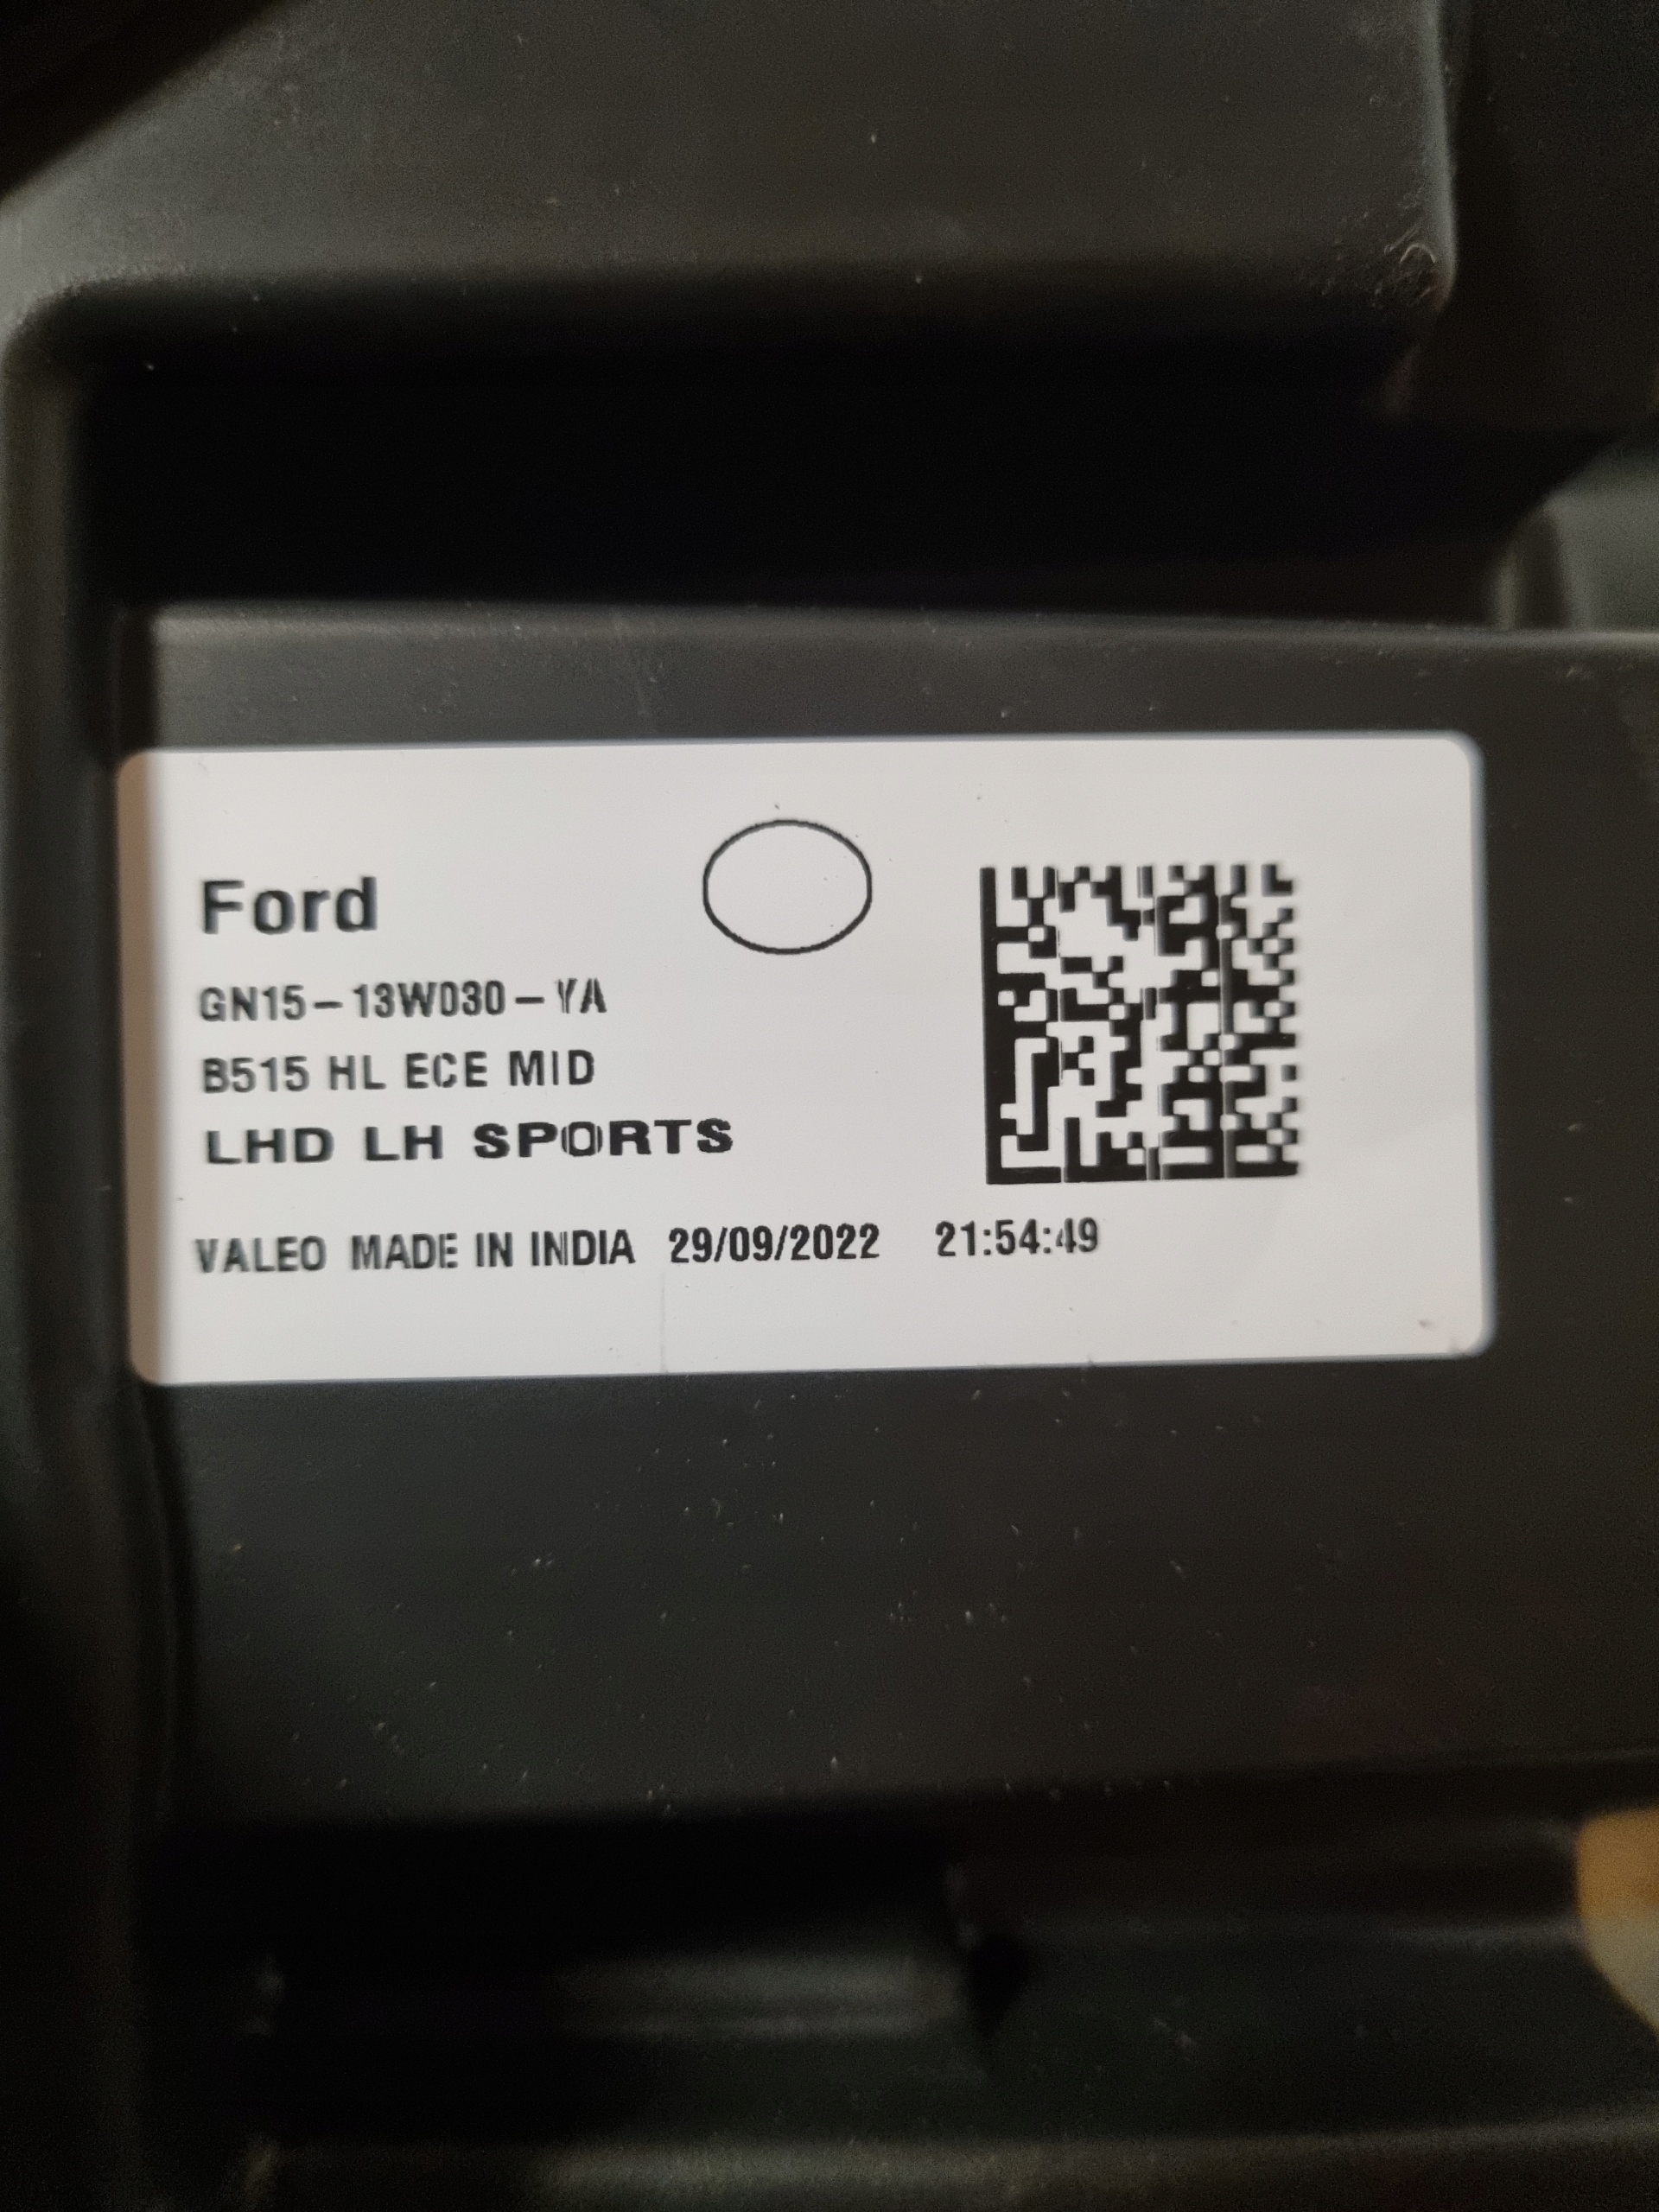 Ford
GN15-13W030-YA
B515 HL ECE MID
LHD LH SPORTS
VALEO MADE IN INDIA 29/09/2022 21:54:49